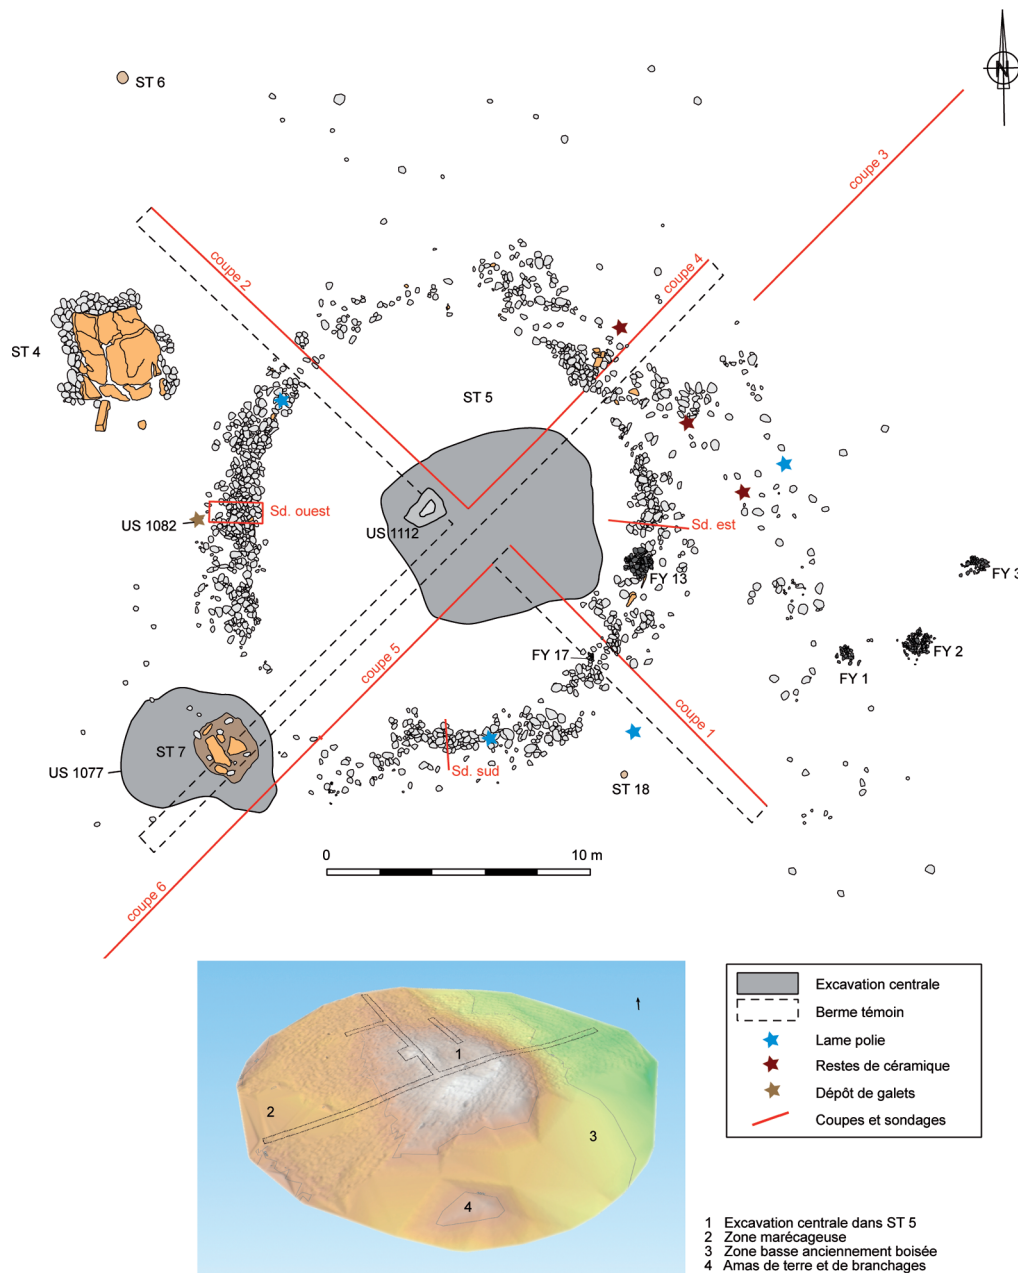 N
ST 6
coupe 3
coupe 2
coupe 4
ST 4
ST 5
US 1082
Sd. ouest
US 1112
Sd. est
FY 13
FY 3
FY 17
FY 1
FY 2
coupe 5
coupe 1
ST 7
US 1077
Sd. sud
ST 18
0
10 m
coupe 6
1
2
3
4
Excavation centrale
Berme témoin
Lame polie
Restes de céramique
Dépôt de galets
Coupes et sondages
1 Excavation centrale dans ST 5
2 Zone marécageuse
3 Zone basse anciennement boisée
4 Amas de terre et de branchages